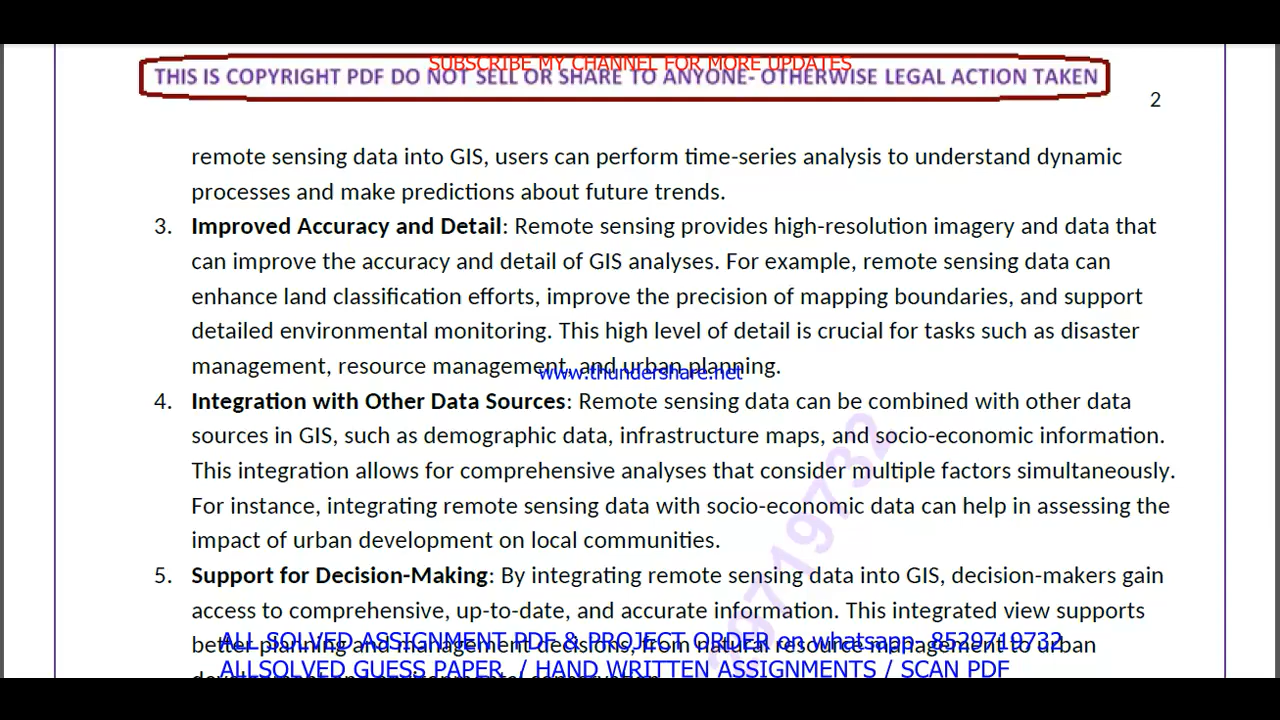 SUBSCRIBE MY CHANNEL FOR MORE UPDATES
THIS IS COPYRIGHT PDF DO NOT SELL OR SHARE TO ANYONE- OTHERWISE LEGAL ACTION TAKEN
2
remote sensing data into GIS, users can perform time-series analysis to understand dynamic
processes and make predictions about future trends.
3. Improved Accuracy and Detail: Remote sensing provides high-resolution imagery and data that
can improve the accuracy and detail of GIS analyses. For example, remote sensing data can
enhance land classification efforts, improve the precision of mapping boundaries, and support
detailed environmental monitoring. This high level of detail is crucial for tasks such as disaster
management, resource management, and urban planning.
www.thundershare.net
4. Integration with Other Data Sources: Remote sensing data can be combined with other data
sources in GIS, such as demographic data, infrastructure maps, and socio-economic information.
This integration allows for comprehensive analyses that consider multiple factors simultaneously.
For instance, integrating remote sensing data with socio-economic data can help in assessing the
impact of urban development on local communities.
5. Support for Decision-Making: By integrating remote sensing data into GIS, decision-makers gain
access to comprehensive, up-to-date, and accurate information. This integrated view supports
better planning and management decisions, from natural resource management to urban
ALL SOLVED ASSIGNMENT PDF & PROJECT ORDER on whatsapp- 8529719732
ALLSOLVED GUESS PAPER / HAND WRITTEN ASSIGNMENTS / SCAN PDF